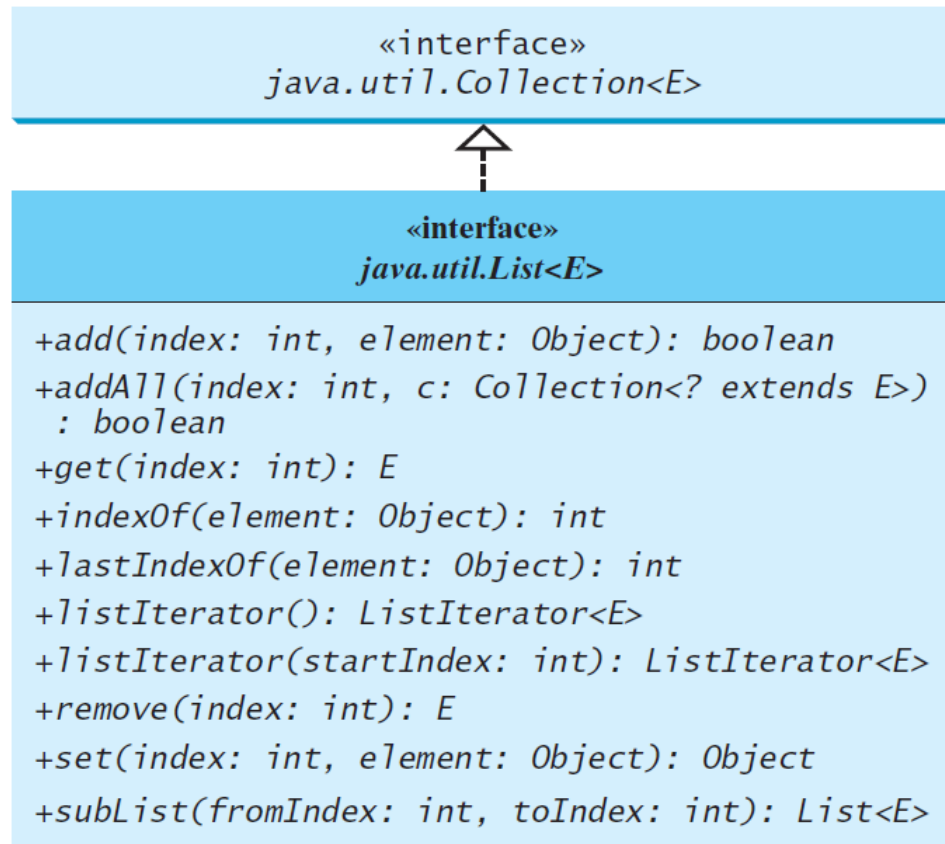 «interface»
java.util.Collection<E>
«interface»
java.util.List<E>
+add(index: int, element: Object): boolean
+addAll(index: int, c: Collection<? extends E>)
: boolean
+get(index: int): E
+indexOf(element: Object): int
+lastIndexOf(element: Object): int
+listIterator(): ListIterator<E>
+listIterator(startIndex: int): ListIterator<E>
+remove(index: int): E
+set(index: int, element: Object): Object
+subList(fromIndex: int, toIndex: int): List<E>